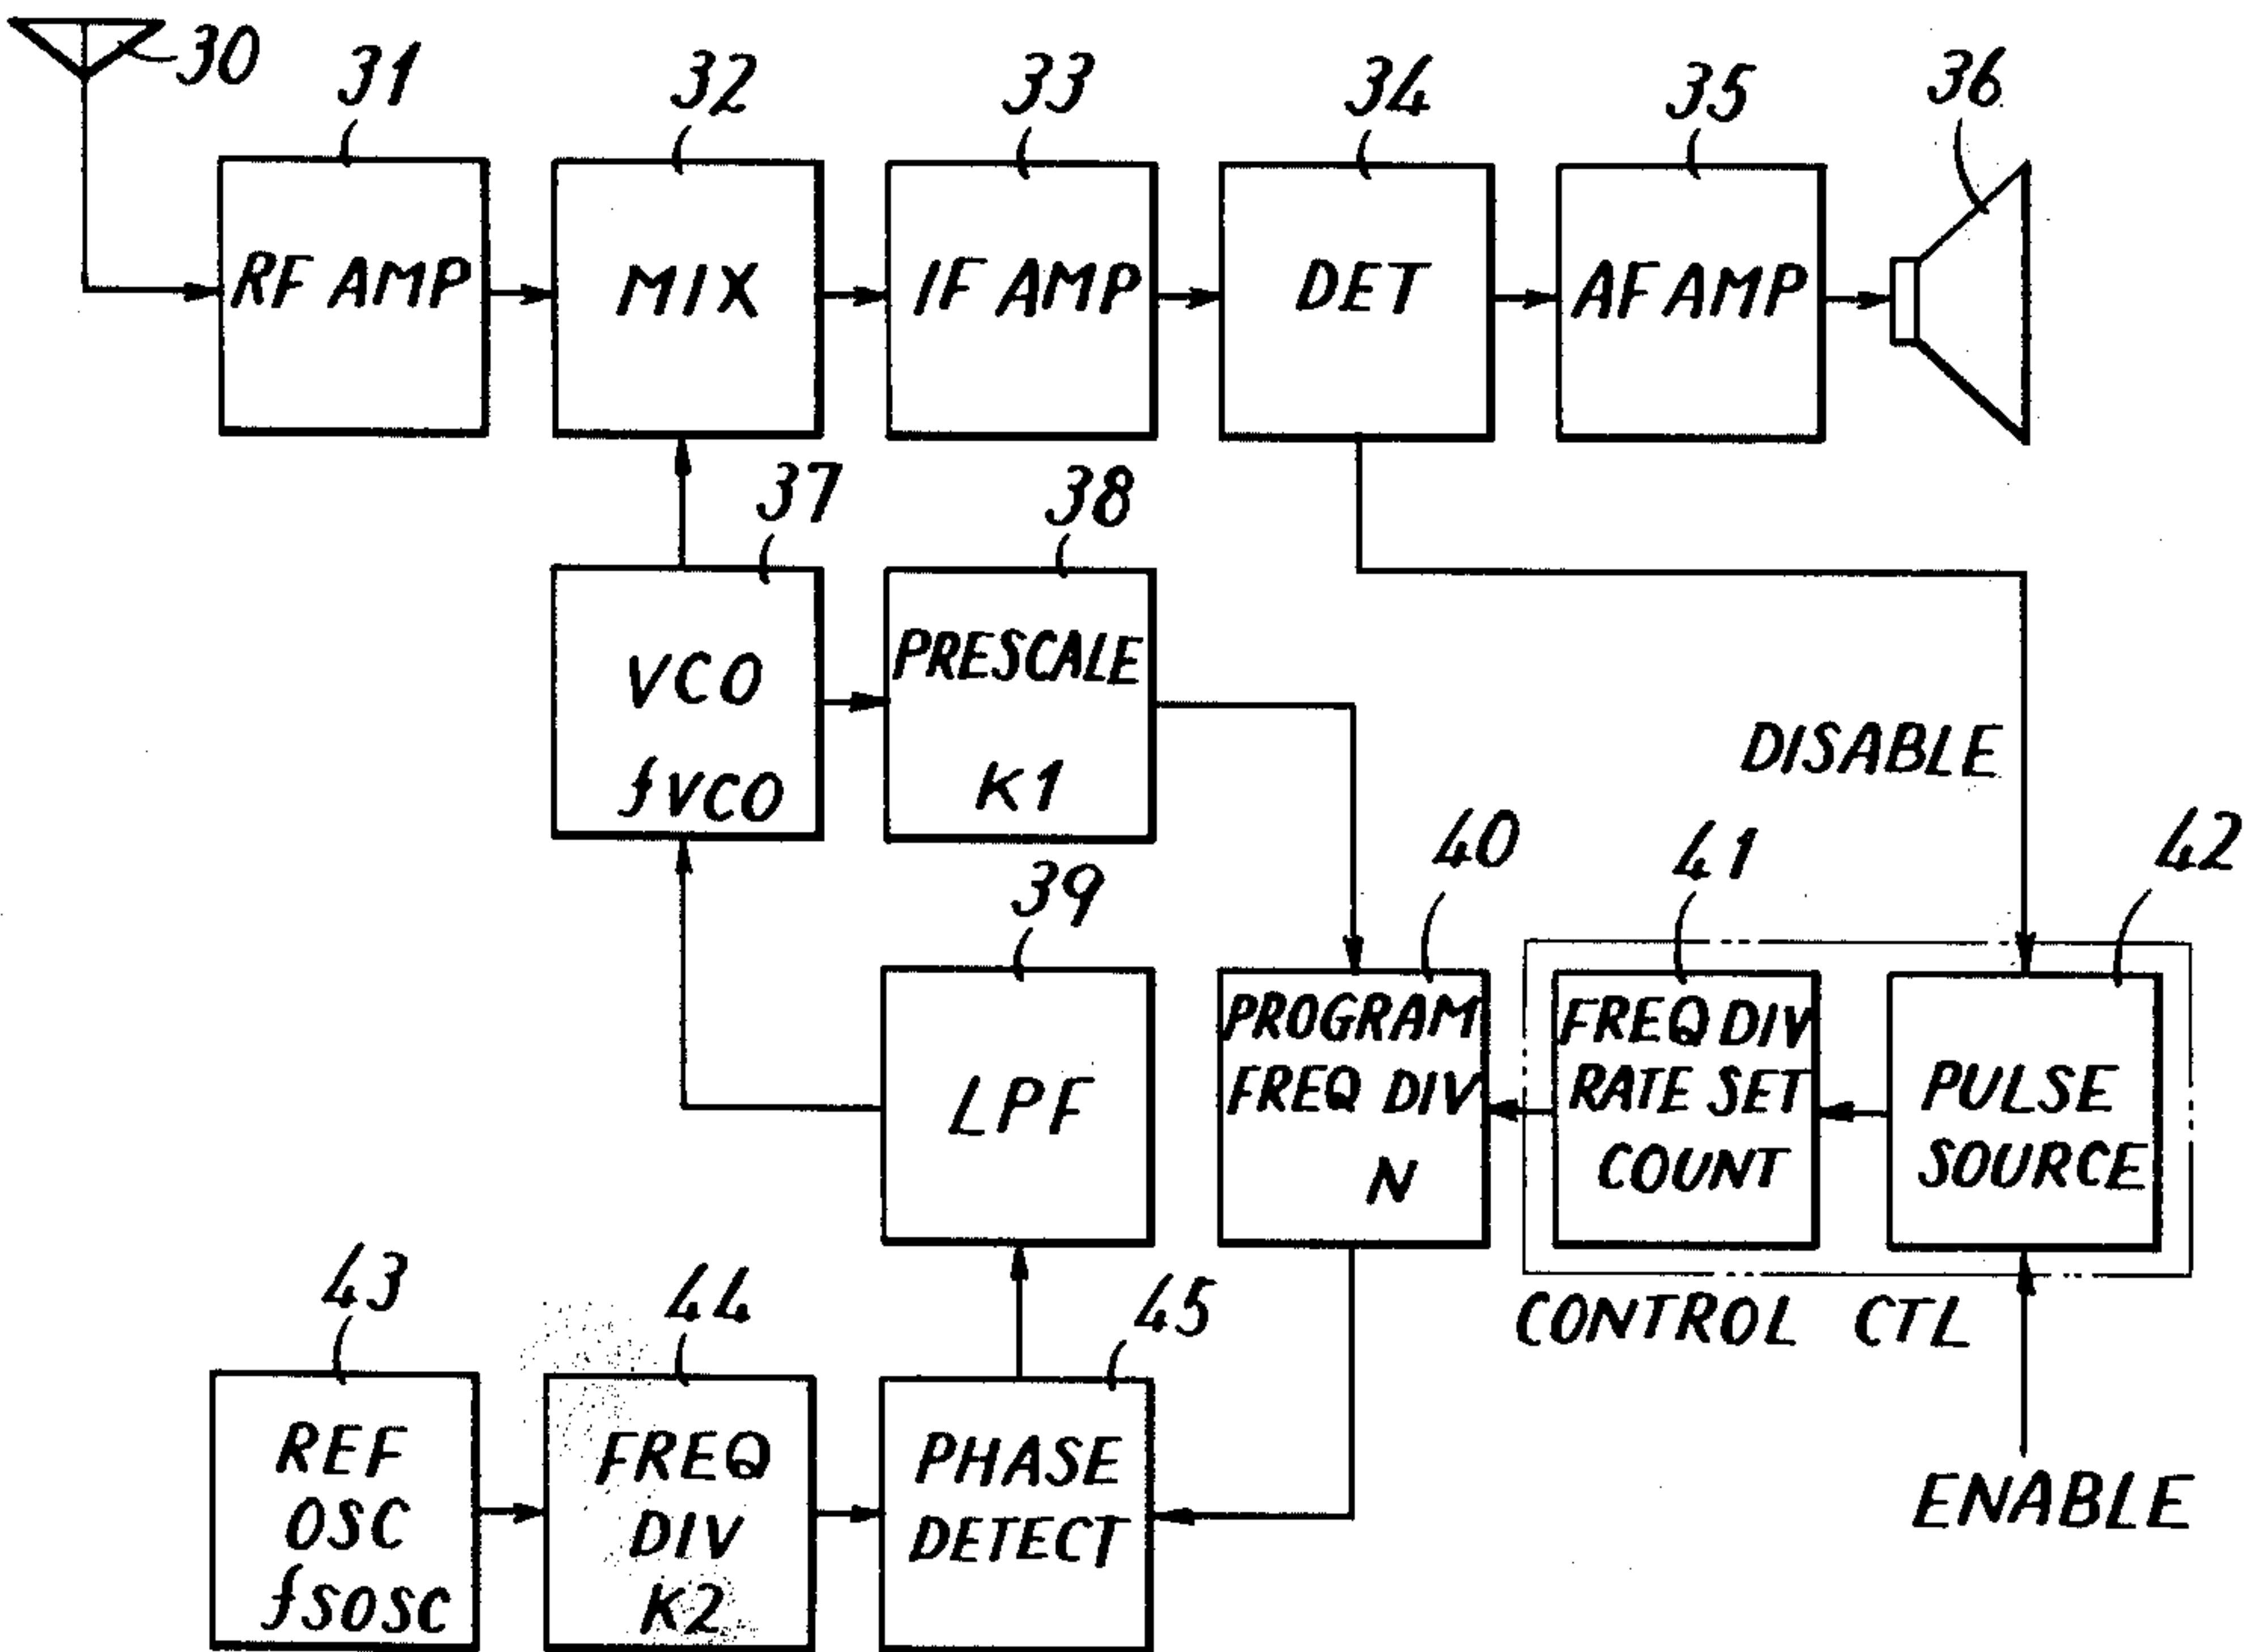 30
31
32
33
34
35
36
RF AMP
MIX
IF AMP
DET
AF AMP
37
38
VCO
fVCO
PRESCALE
K1
DISABLE
39
40
41
42
LPF
PROGRAM
FREQ DIV
N
FREQ DIV
RATE SET
COUNT
PULSE
SOURCE
CONTROL CTL
ENABLE
43
44
45
REF
OSC
fSOSC
FREQ
DIV
K2
PHASE
DETECT